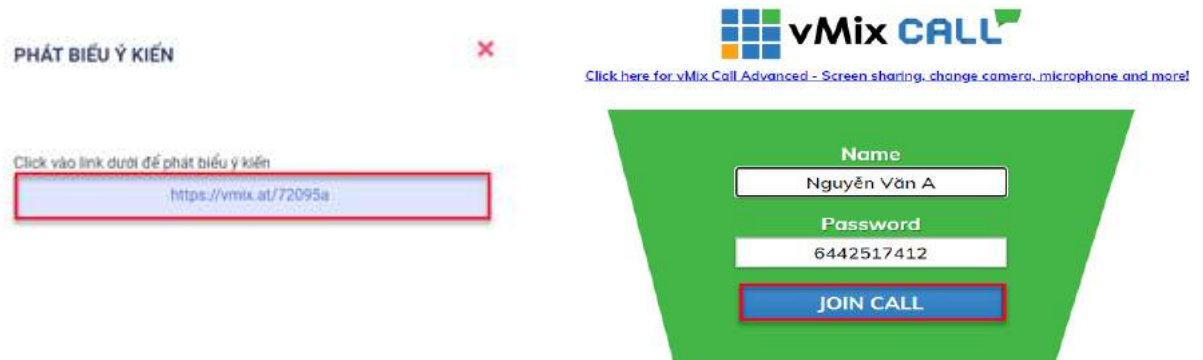 PHÁT BIỂU Ý KIẾN
Click vào link dưới để phát biểu ý kiến
https://vmix.at/72095a
vMix CALL
Click here for vMix Call Advanced - Screen sharing, change camera, microphone and more!
Name
Nguyễn Văn A
Password
6442517412
JOIN CALL